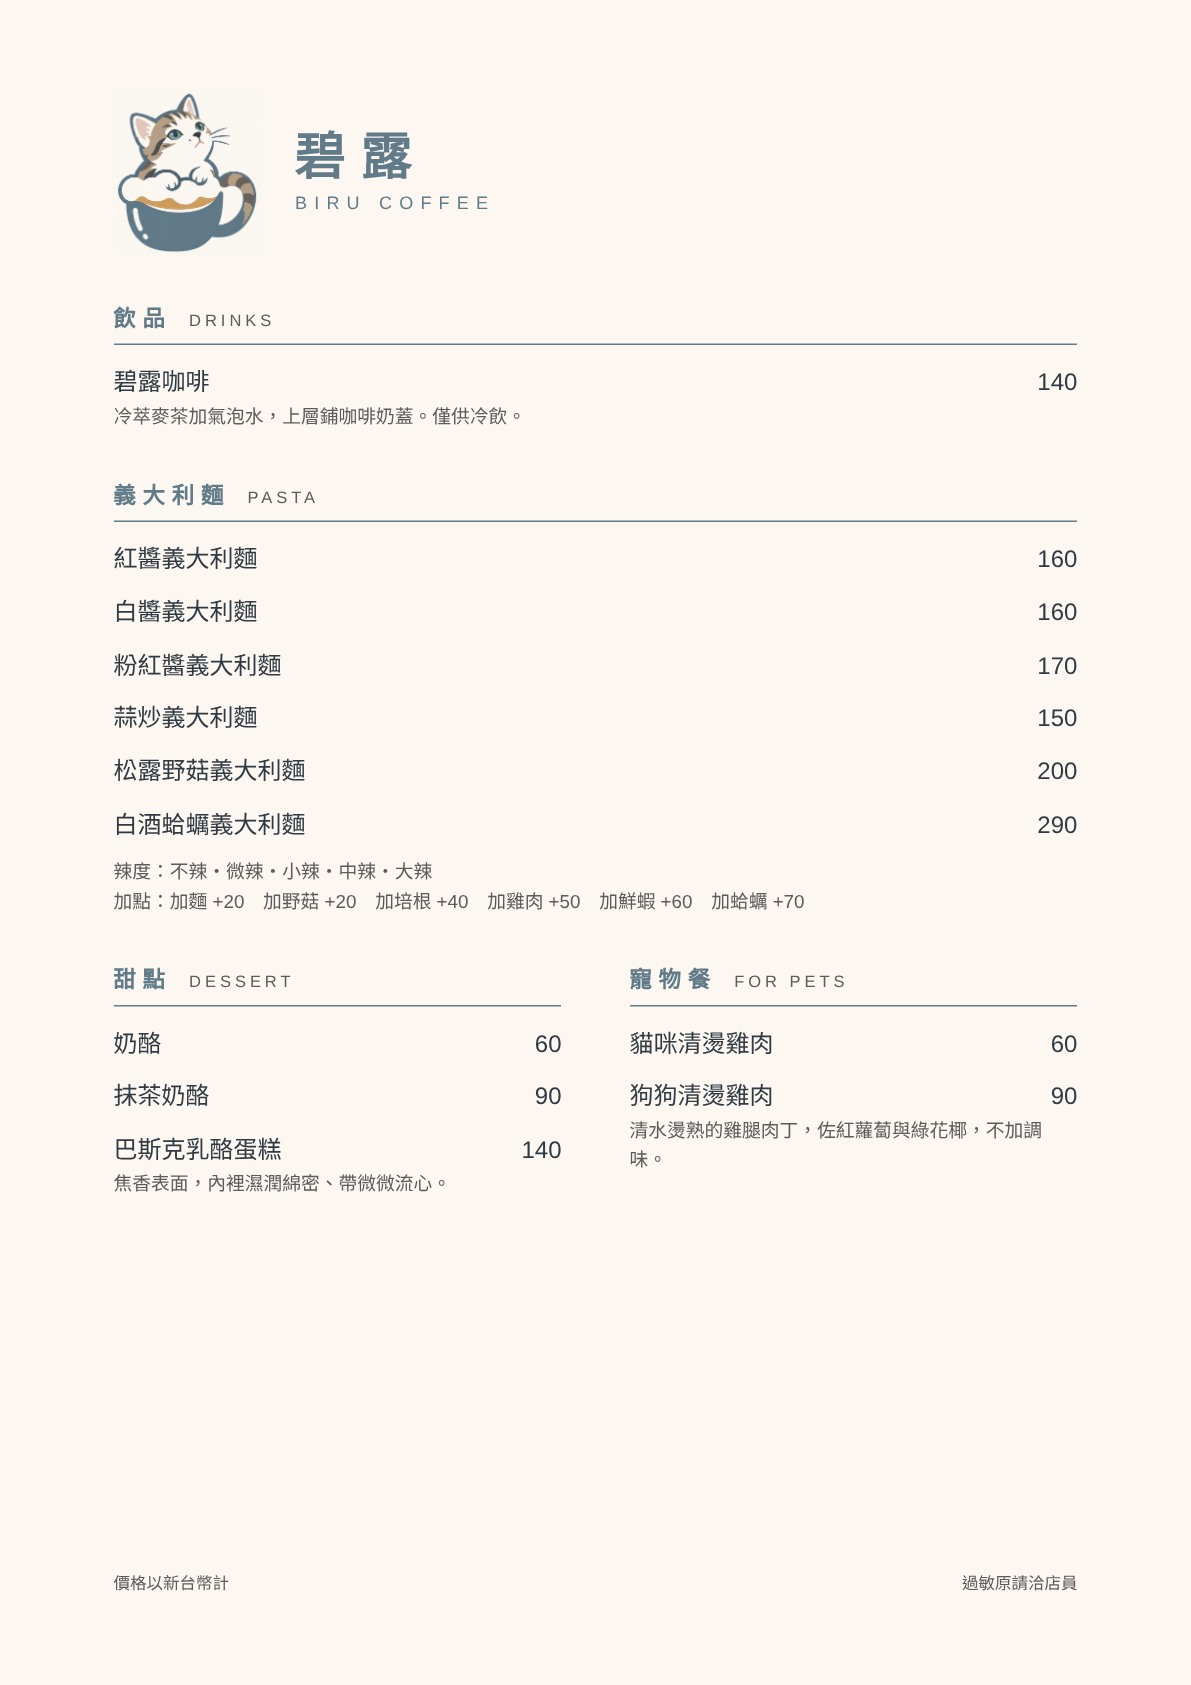 碧露
BIRU COFFEE
飲品 DRINKS
碧露咖啡 140
冷萃麥茶加氣泡水，上層鋪咖啡奶蓋。僅供冷飲。
義大利麵 PASTA
紅醬義大利麵 160
白醬義大利麵 160
粉紅醬義大利麵 170
蒜炒義大利麵 150
松露野菇義大利麵 200
白酒蛤蠣義大利麵 290
辣度：不辣・微辣・小辣・中辣・大辣
加點：加麵 +20　加野菇 +20　加培根 +40　加雞肉 +50　加鮮蝦 +60　加蛤蠣 +70
甜點 DESSERT
奶酪 60
抹茶奶酪 90
巴斯克乳酪蛋糕 140
焦香表面，內裡濕潤綿密、帶微微流心。
寵物餐 FOR PETS
貓咪清燙雞肉 60
狗狗清燙雞肉 90
清水燙熟的雞腿肉丁，佐紅蘿蔔與綠花椰，不加調
味。
價格以新台幣計
過敏原請洽店員